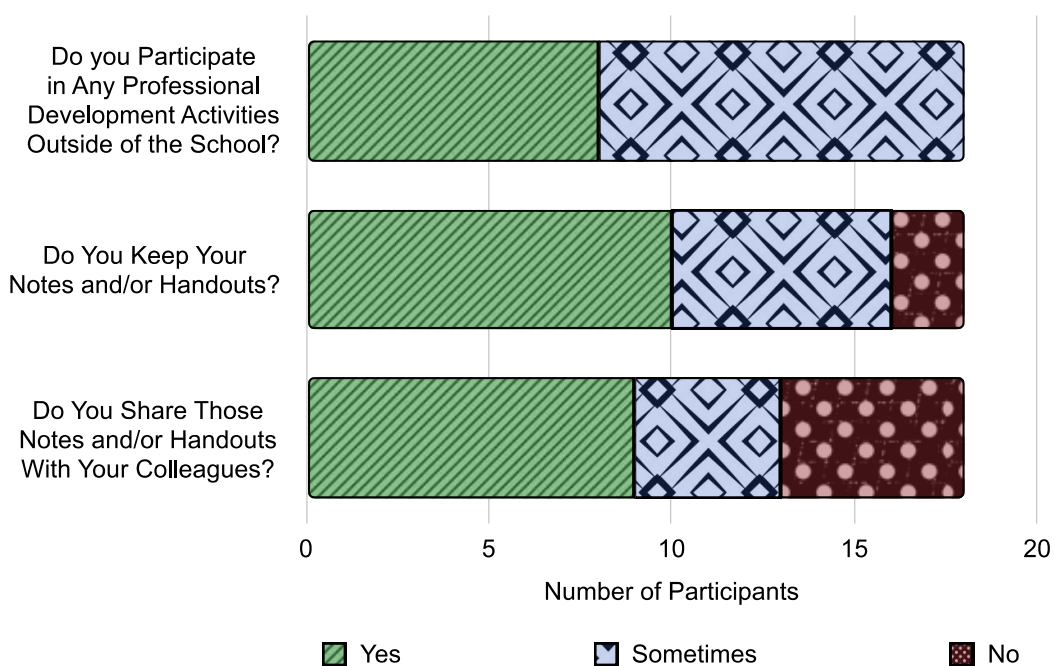 Do you Participate
in Any Professional
Development Activities
Outside of the School?
Do You Keep Your
Notes and/or Handouts?
Do You Share Those
Notes and/or Handouts
With Your Colleagues?
0 5 10 15 20
Number of Participants
Yes Sometimes No